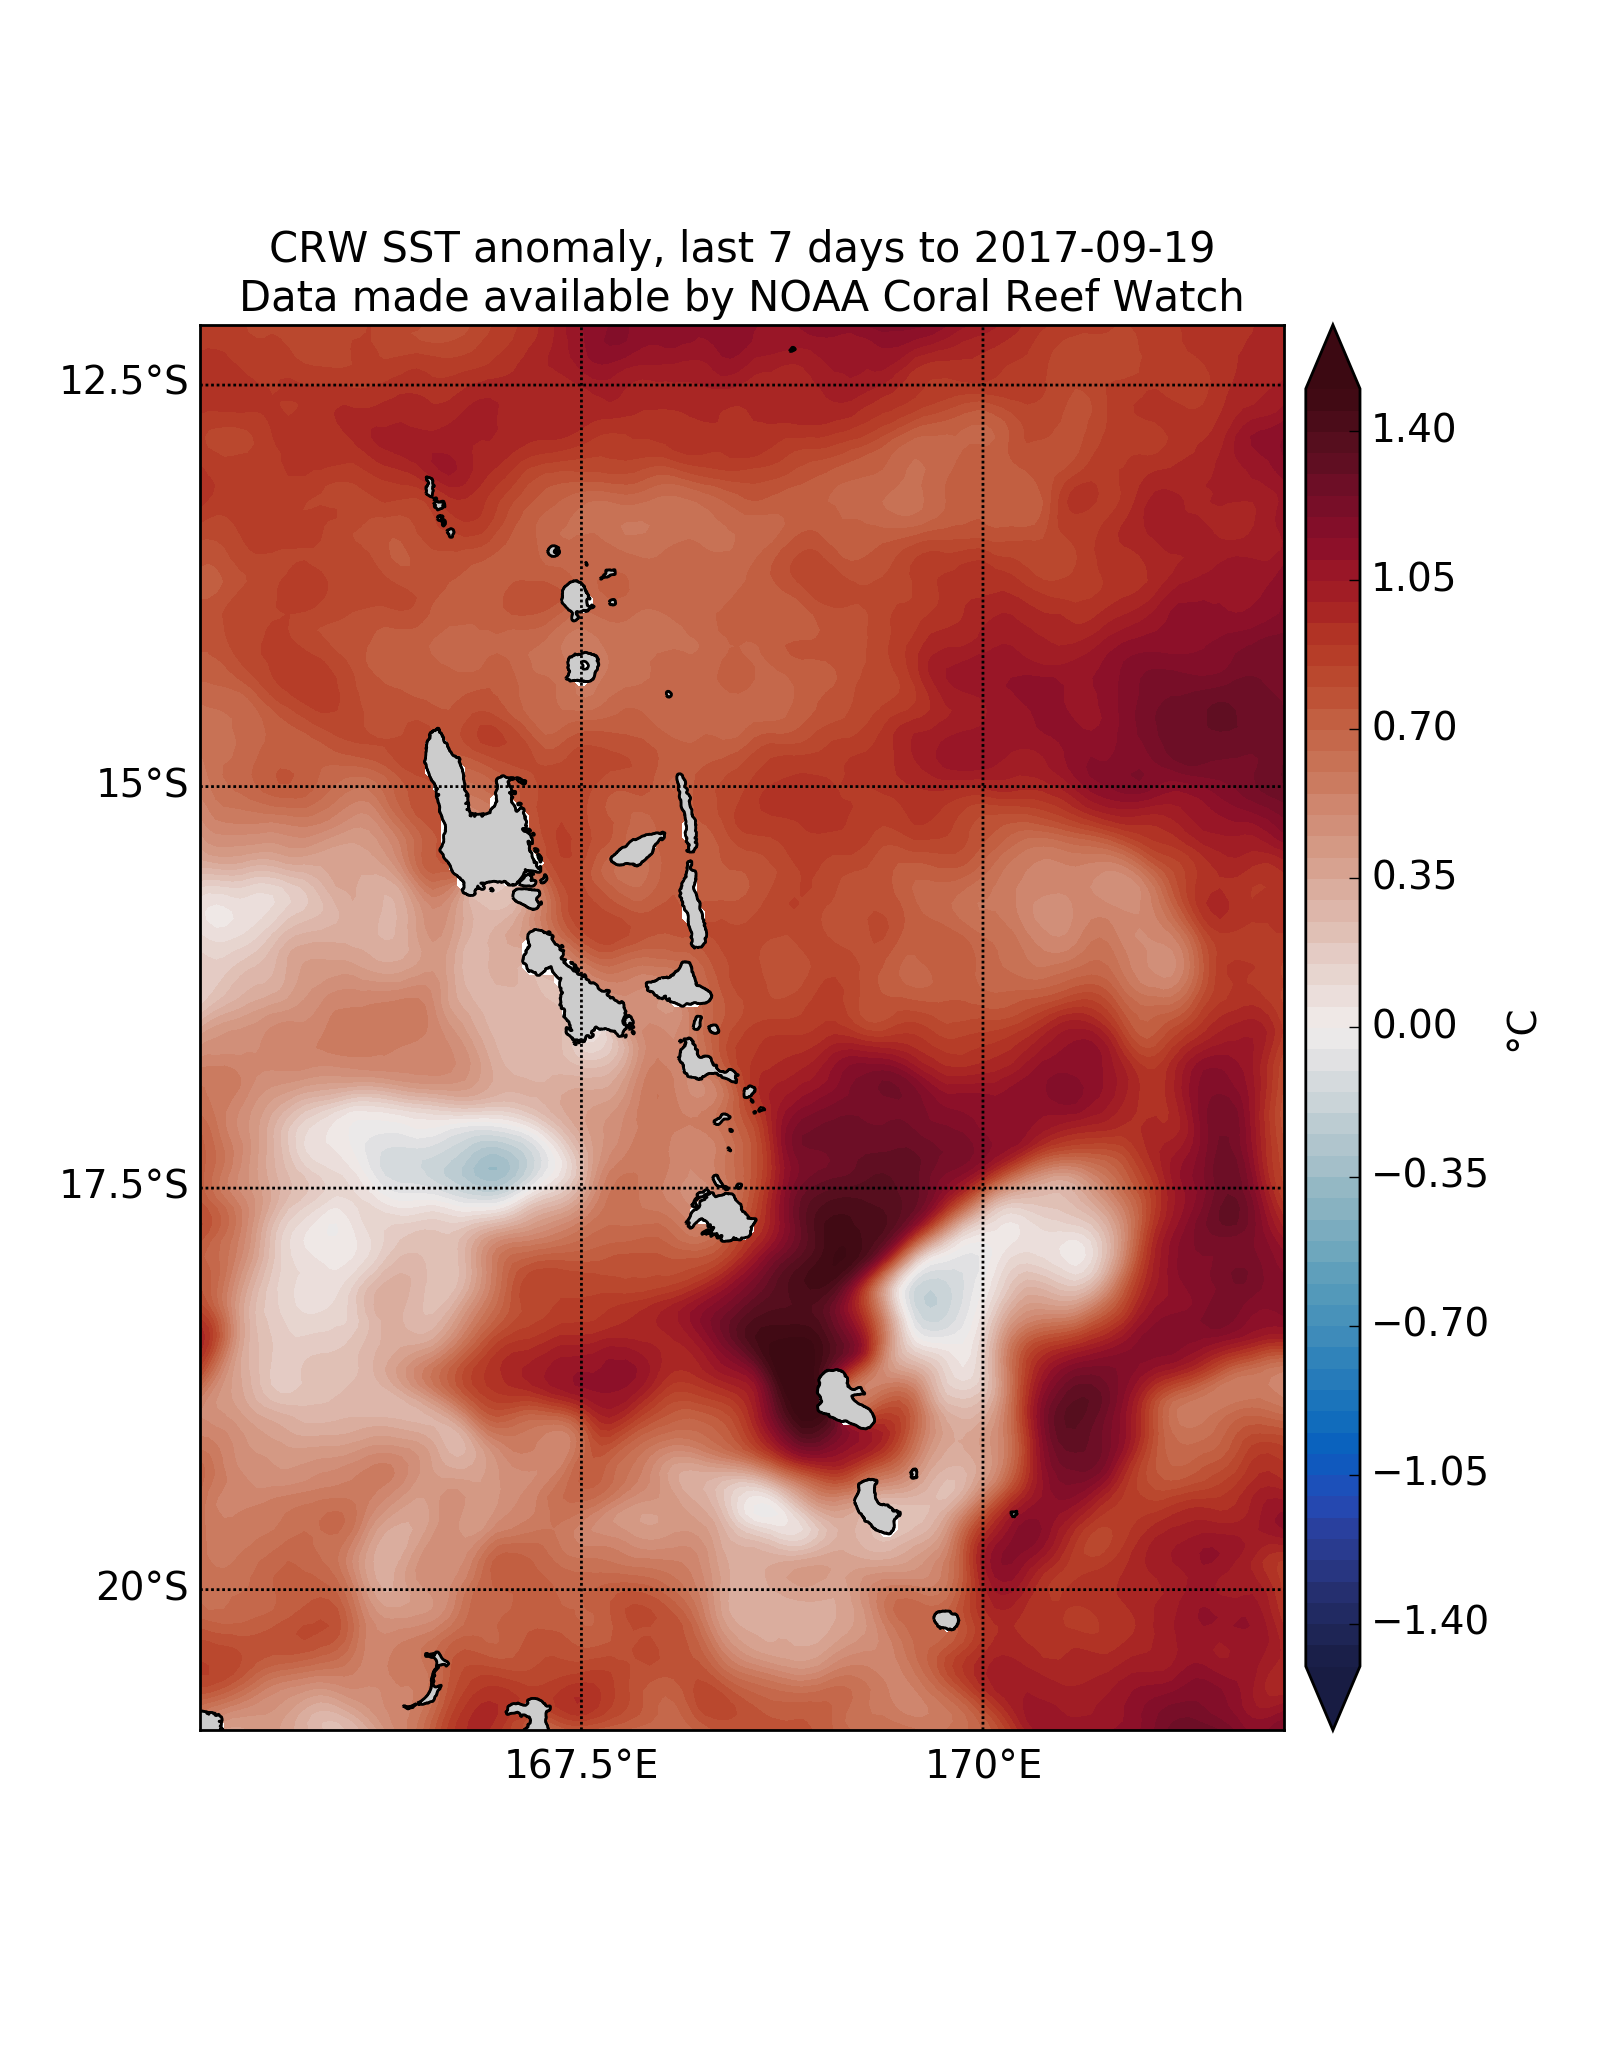 CRW SST anomaly, last 7 days to 2017-09-19
Data made available by NOAA Coral Reef Watch
12.5°S
15°S
17.5°S
20°S
167.5°E
170°E
1.40
1.05
0.70
0.35
0.00
−0.35
−0.70
−1.05
−1.40
°C